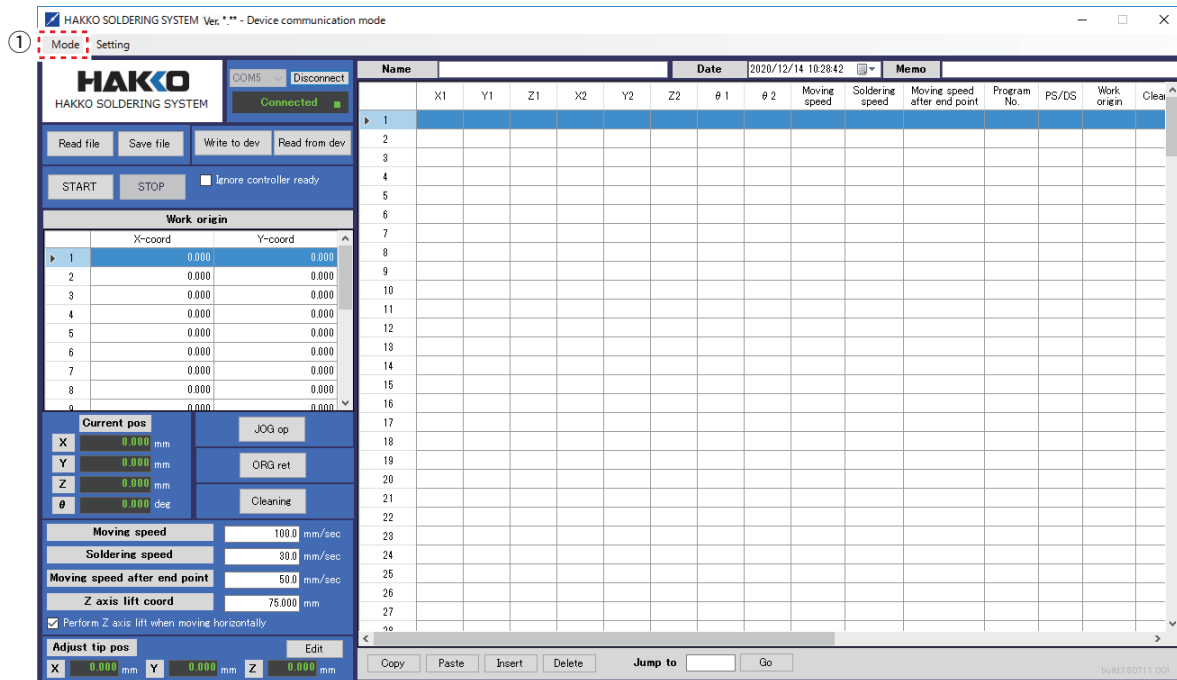 HAKKO SOLDERING SYSTEM Ver. *.** - Device communication mode
①
Mode Setting
HAKKO
HAKKO SOLDERING SYSTEM
COM5 Disconnect
Connected
Read file Save file Write to dev Read from dev
START STOP Ignore controller ready
Work origin
X-coord Y-coord
1 0.000 0.000
2 0.000 0.000
3 0.000 0.000
4 0.000 0.000
5 0.000 0.000
6 0.000 0.000
7 0.000 0.000
8 0.000 0.000
9 0.000 0.000
Current pos
X 0.000 mm
Y 0.000 mm
Z 0.000 mm
θ 0.000 deg
JOG op
ORG ret
Cleaning
Moving speed 100.0 mm/sec
Soldering speed 30.0 mm/sec
Moving speed after end point 50.0 mm/sec
Z axis lift coord 75.000 mm
Perform Z axis lift when moving horizontally
Adjust tip pos Edit
X 0.000 mm Y 0.000 mm Z 0.000 mm
Name Date 2020/12/14 10:28:42 Memo
X1 Y1 Z1 X2 Y2 Z2 θ 1 θ 2 Moving speed Soldering speed Moving speed after end point Program No. PS/DS Work origin Clea
1
2
3
4
5
6
7
8
9
10
11
12
13
14
15
16
17
18
19
20
21
22
23
24
25
26
27
28
Copy Paste Insert Delete Jump to Go